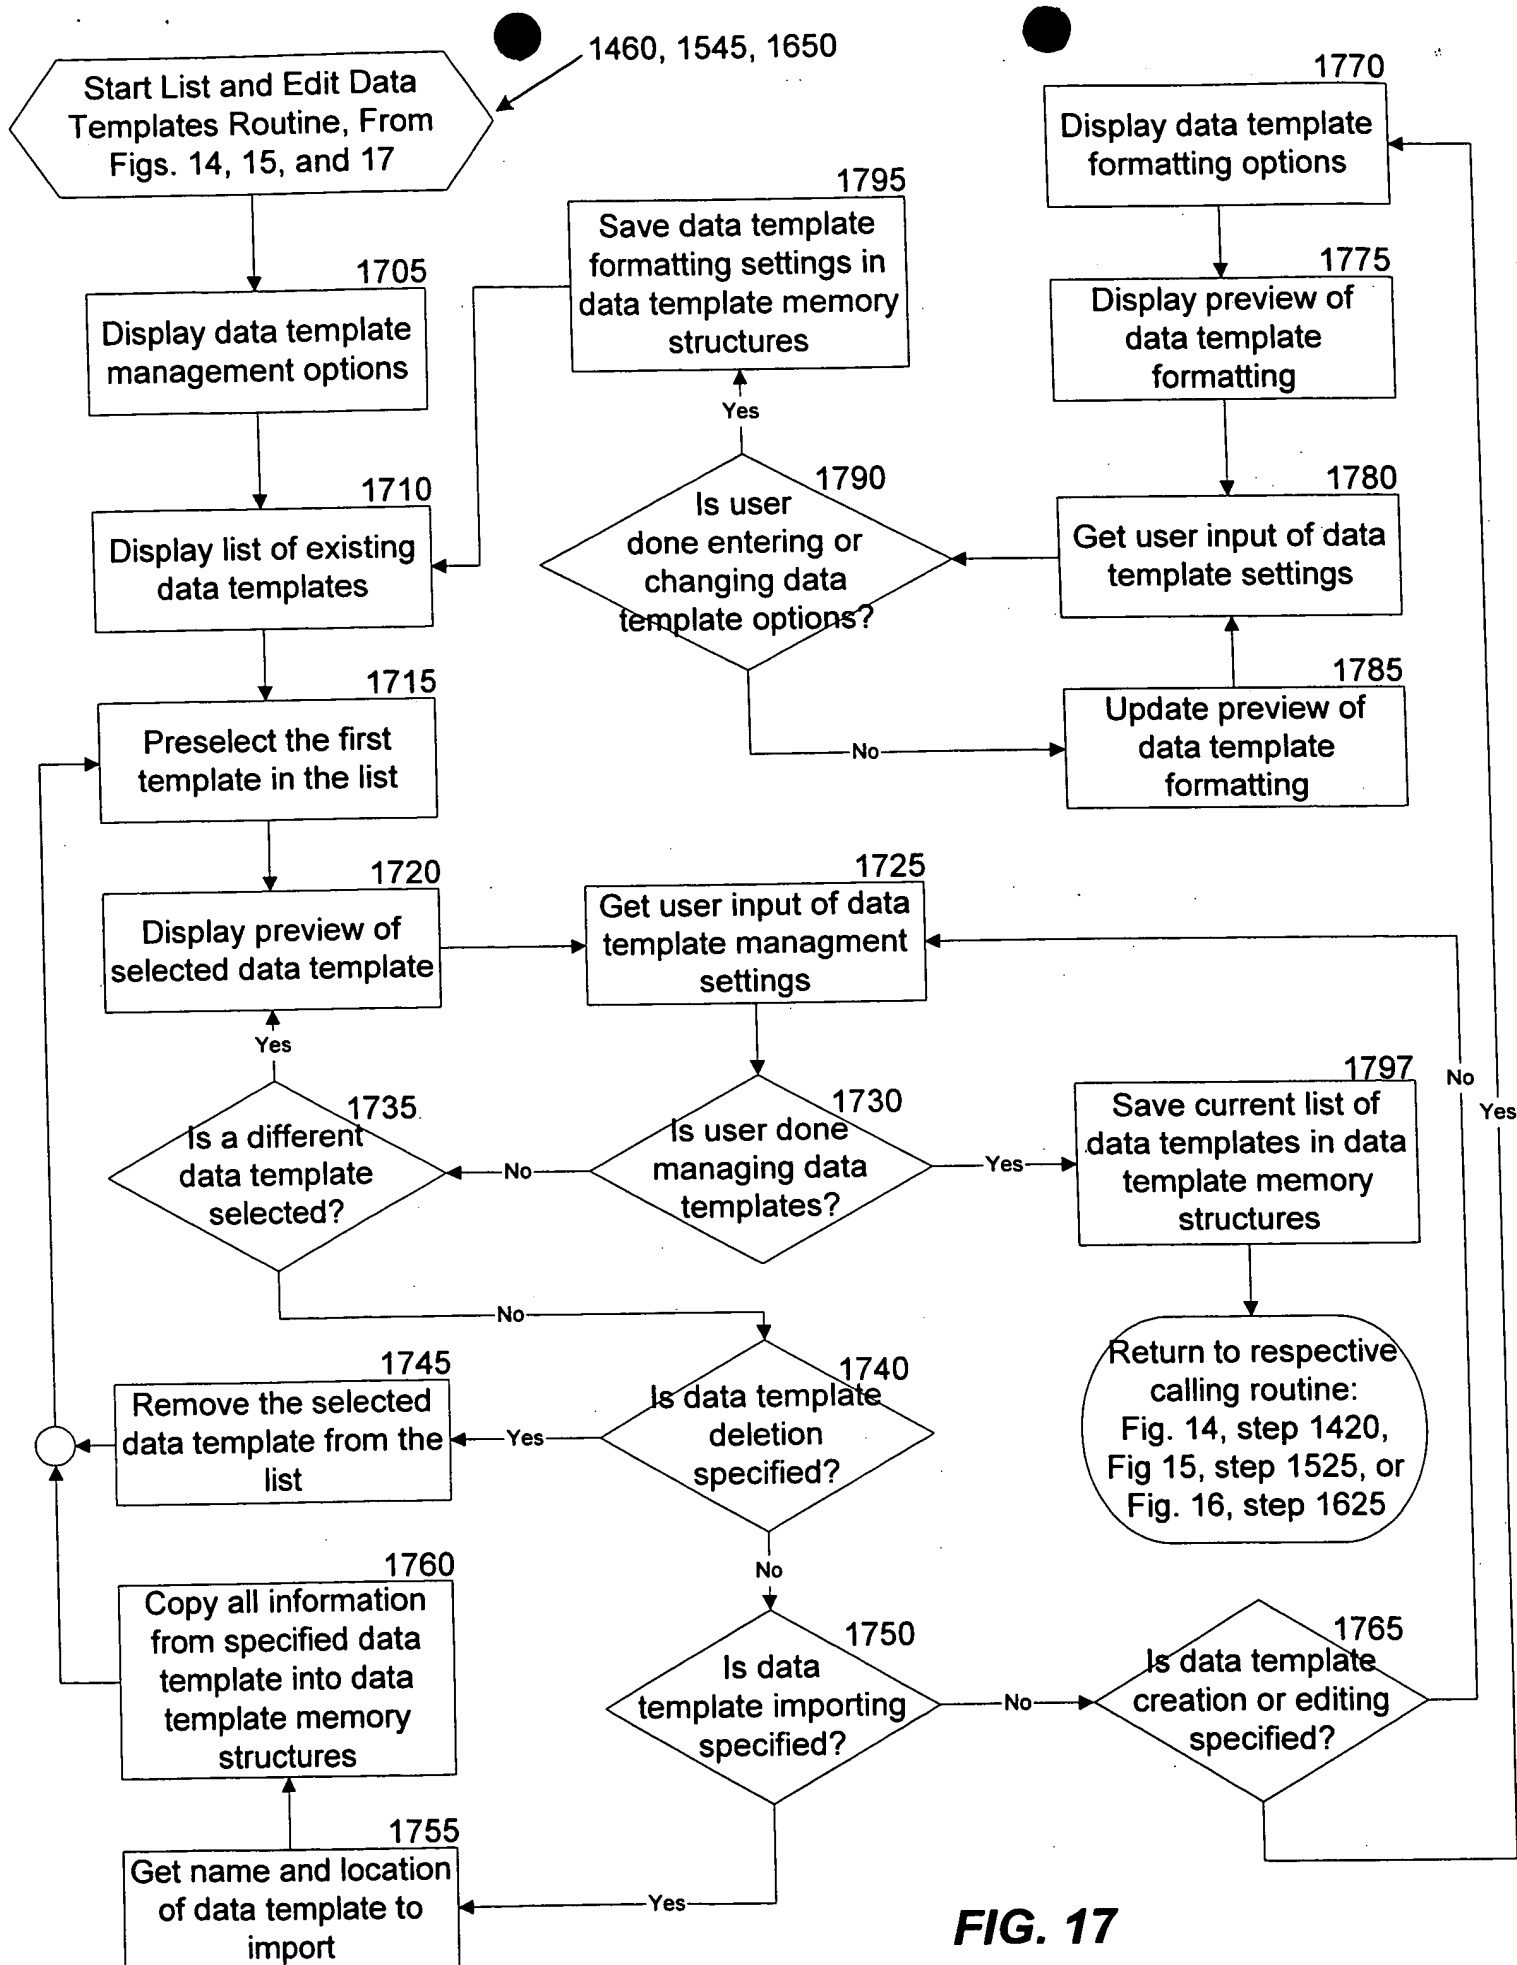 1460, 1545, 1650
Start List and Edit Data
Templates Routine, From
Figs. 14, 15, and 17
1705
Display data template
management options
1710
Display list of existing
data templates
1715
Preselect the first
template in the list
1720
Display preview of
selected data template
1725
Get user input of data
template managment
settings
1730
Is user done
managing data
templates?
No
Yes
1735
Is a different
data template
selected?
Yes
No
1740
Is data template
deletion
specified?
Yes
No
1745
Remove the selected
data template from the
list
1750
Is data
template importing
specified?
No
Yes
1755
Get name and location
of data template to
import
1760
Copy all information
from specified data
template into data
template memory
structures
1765
Is data template
creation or editing
specified?
No
Yes
1770
Display data template
formatting options
1775
Display preview of
data template
formatting
1780
Get user input of data
template settings
1785
Update preview of
data template
formatting
1790
Is user
done entering or
changing data
template options?
Yes
No
1795
Save data template
formatting settings in
data template memory
structures
1797
Save current list of
data templates in data
template memory
structures
Return to respective
calling routine:
Fig. 14, step 1420,
Fig 15, step 1525, or
Fig. 16, step 1625
FIG. 17